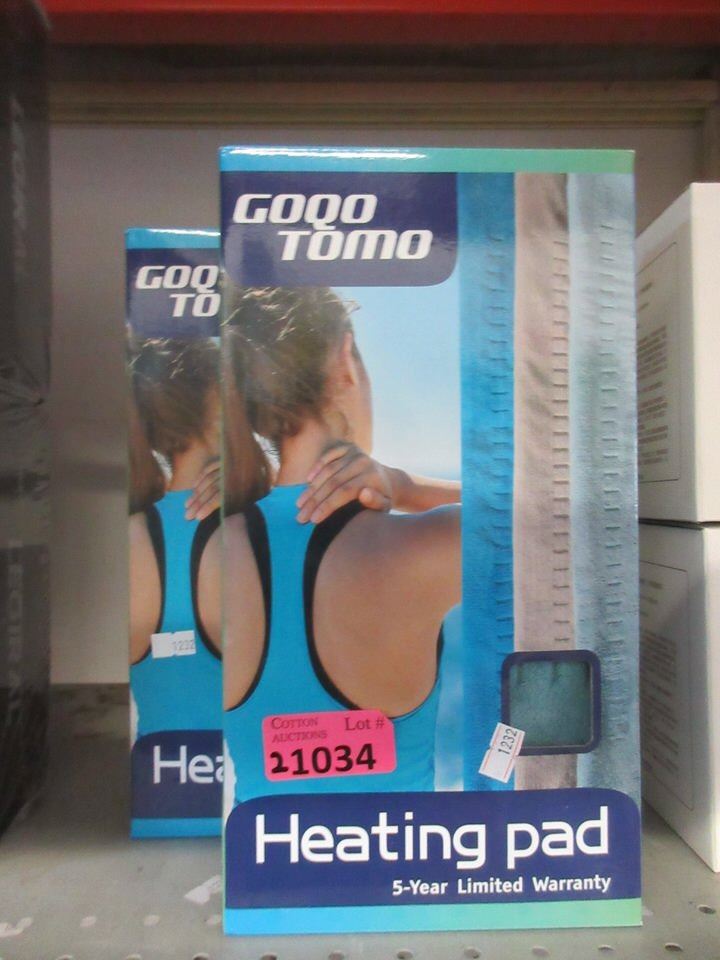 GOQO
TOMO
GOQ
TO
1232
COTTON
AUCTIONS
Lot #
21034
1232
Hea
Heating pad
5-Year Limited Warranty